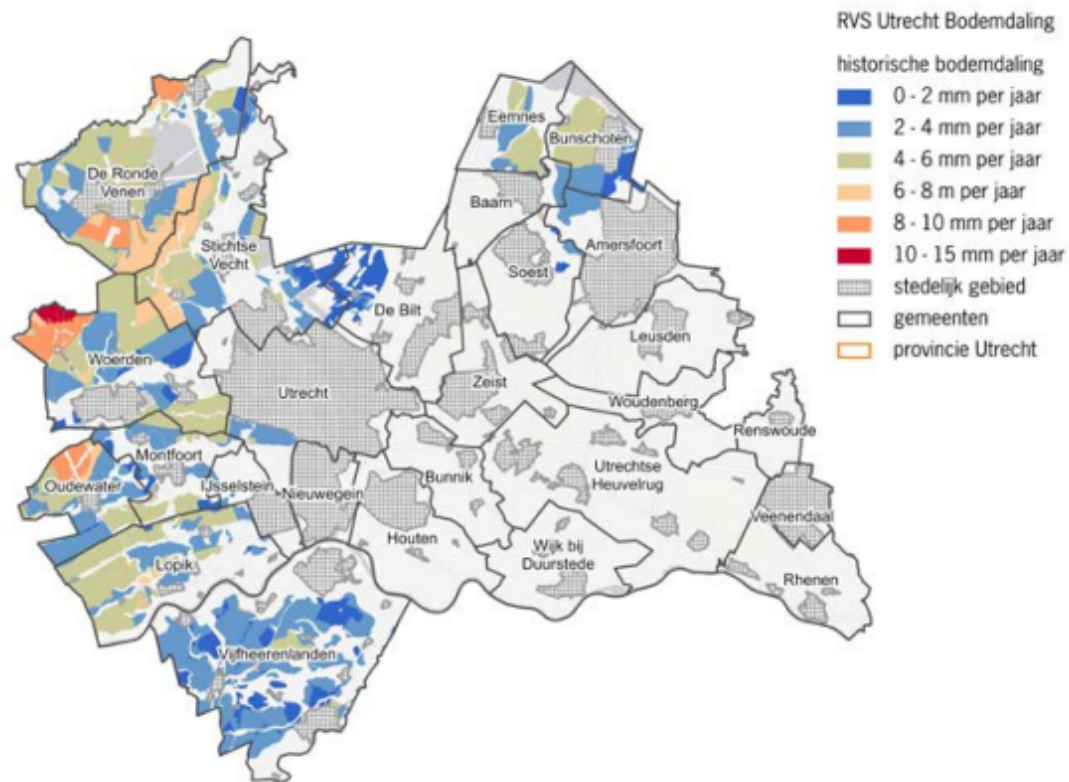 RVS Utrecht Bodemdaling
historische bodemdaling
0 - 2 mm per jaar
2 - 4 mm per jaar
4 - 6 mm per jaar
6 - 8 m per jaar
8 - 10 mm per jaar
10 - 15 mm per jaar
stedelijk gebied
gemeenten
provincie Utrecht
Eemnes
Bunschoten
De Ronde
Venen
Baarn
Stichtse
Vecht
Soest
Amersfoort
De Bilt
Leusden
Woerden
Zeist
Utrecht
Woudenberg
Renswoude
Montfoort
Oudewater
IJsselstein
Nieuwegein
Bunnik
Utrechtse
Heuvelrug
Veenendaal
Houten
Wijk bij
Duurstede
Lopik
Rhenen
Vijfheerenlanden